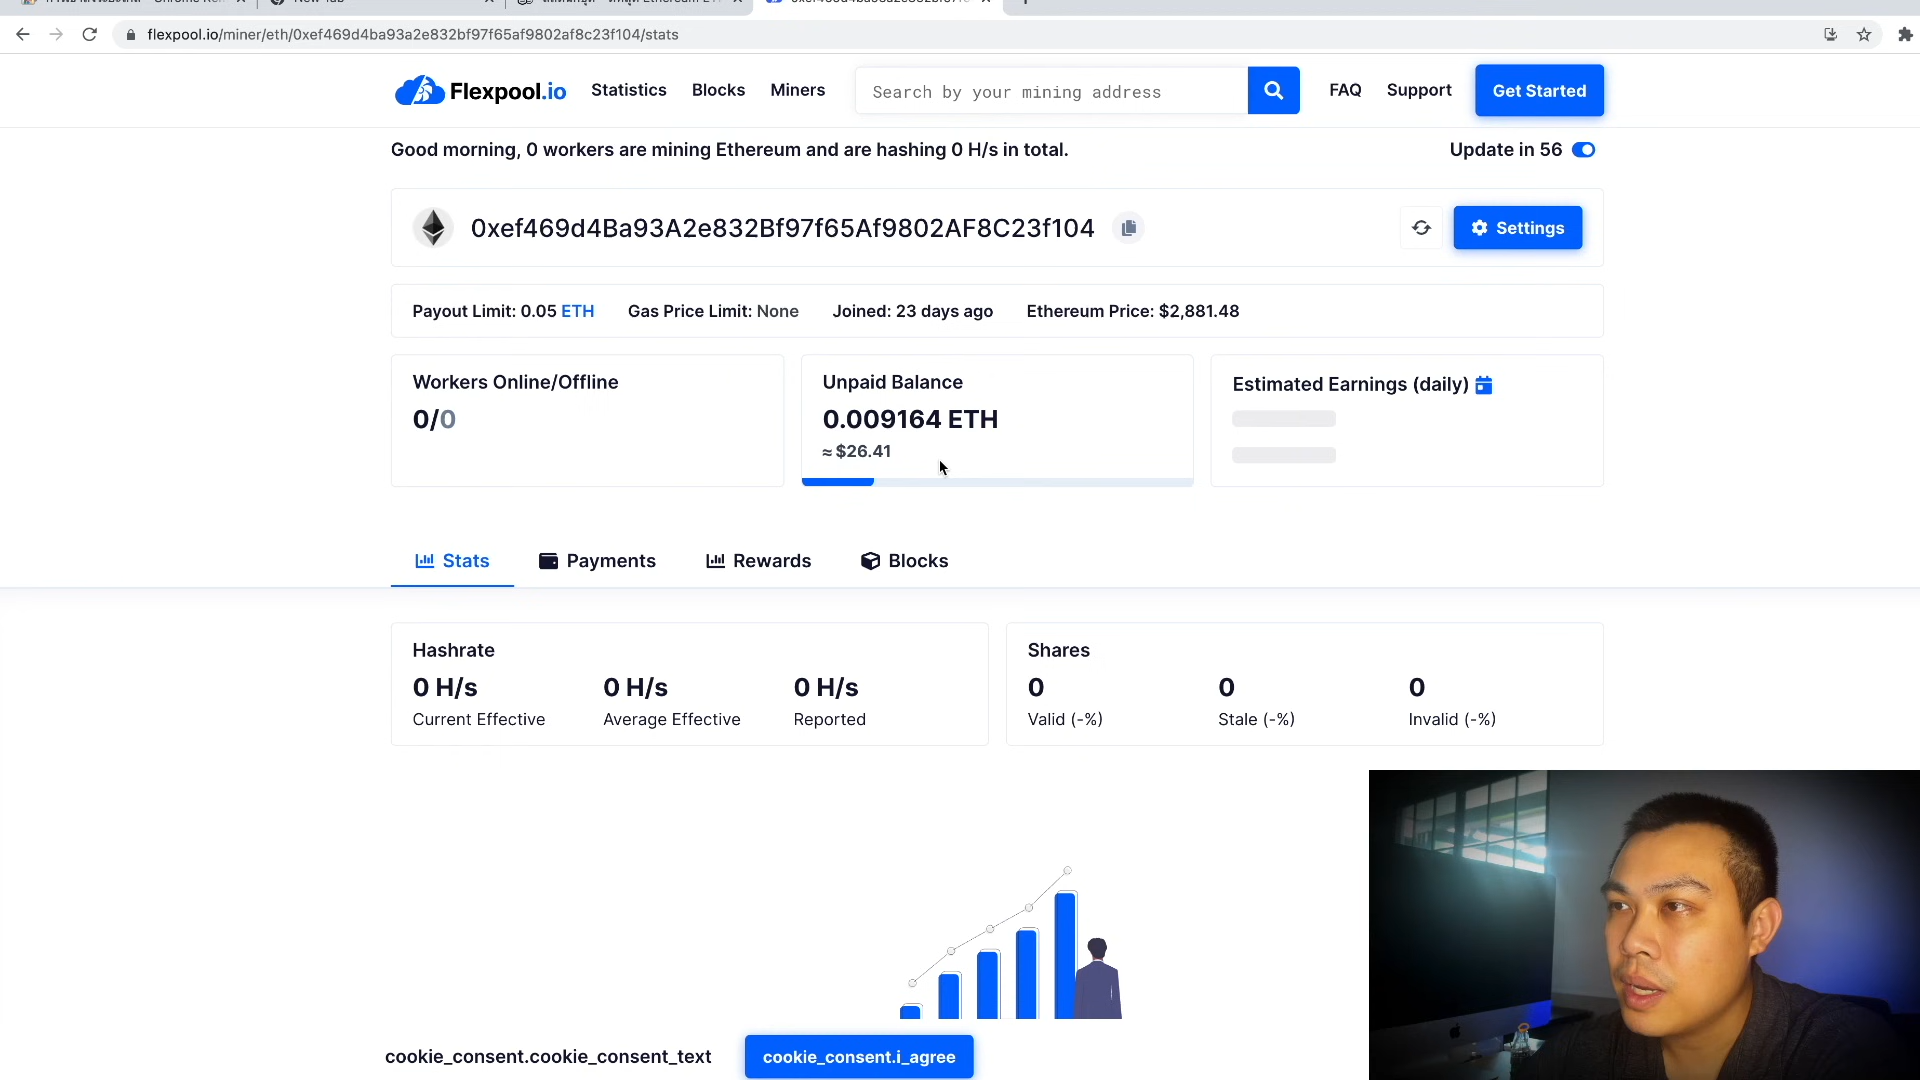 flexpool.io/miner/eth/0xef469d4ba93a2e832bf97f65af9802af8c23f104/stats
Flexpool.io Statistics Blocks Miners Search by your mining address FAQ Support Get Started
Good morning, 0 workers are mining Ethereum and are hashing 0 H/s in total. Update in 56
0xef469d4Ba93A2e832Bf97f65Af9802AF8C23f104 Settings
Payout Limit: 0.05 ETH Gas Price Limit: None Joined: 23 days ago Ethereum Price: $2,881.48
Workers Online/Offline
0/0
Unpaid Balance
0.009164 ETH
≈ $26.41
Estimated Earnings (daily)
Stats Payments Rewards Blocks
Hashrate
0 H/s 0 H/s 0 H/s
Current Effective Average Effective Reported
Shares
0 0 0
Valid (-%) Stale (-%) Invalid (-%)
cookie_consent.cookie_consent_text cookie_consent.i_agree